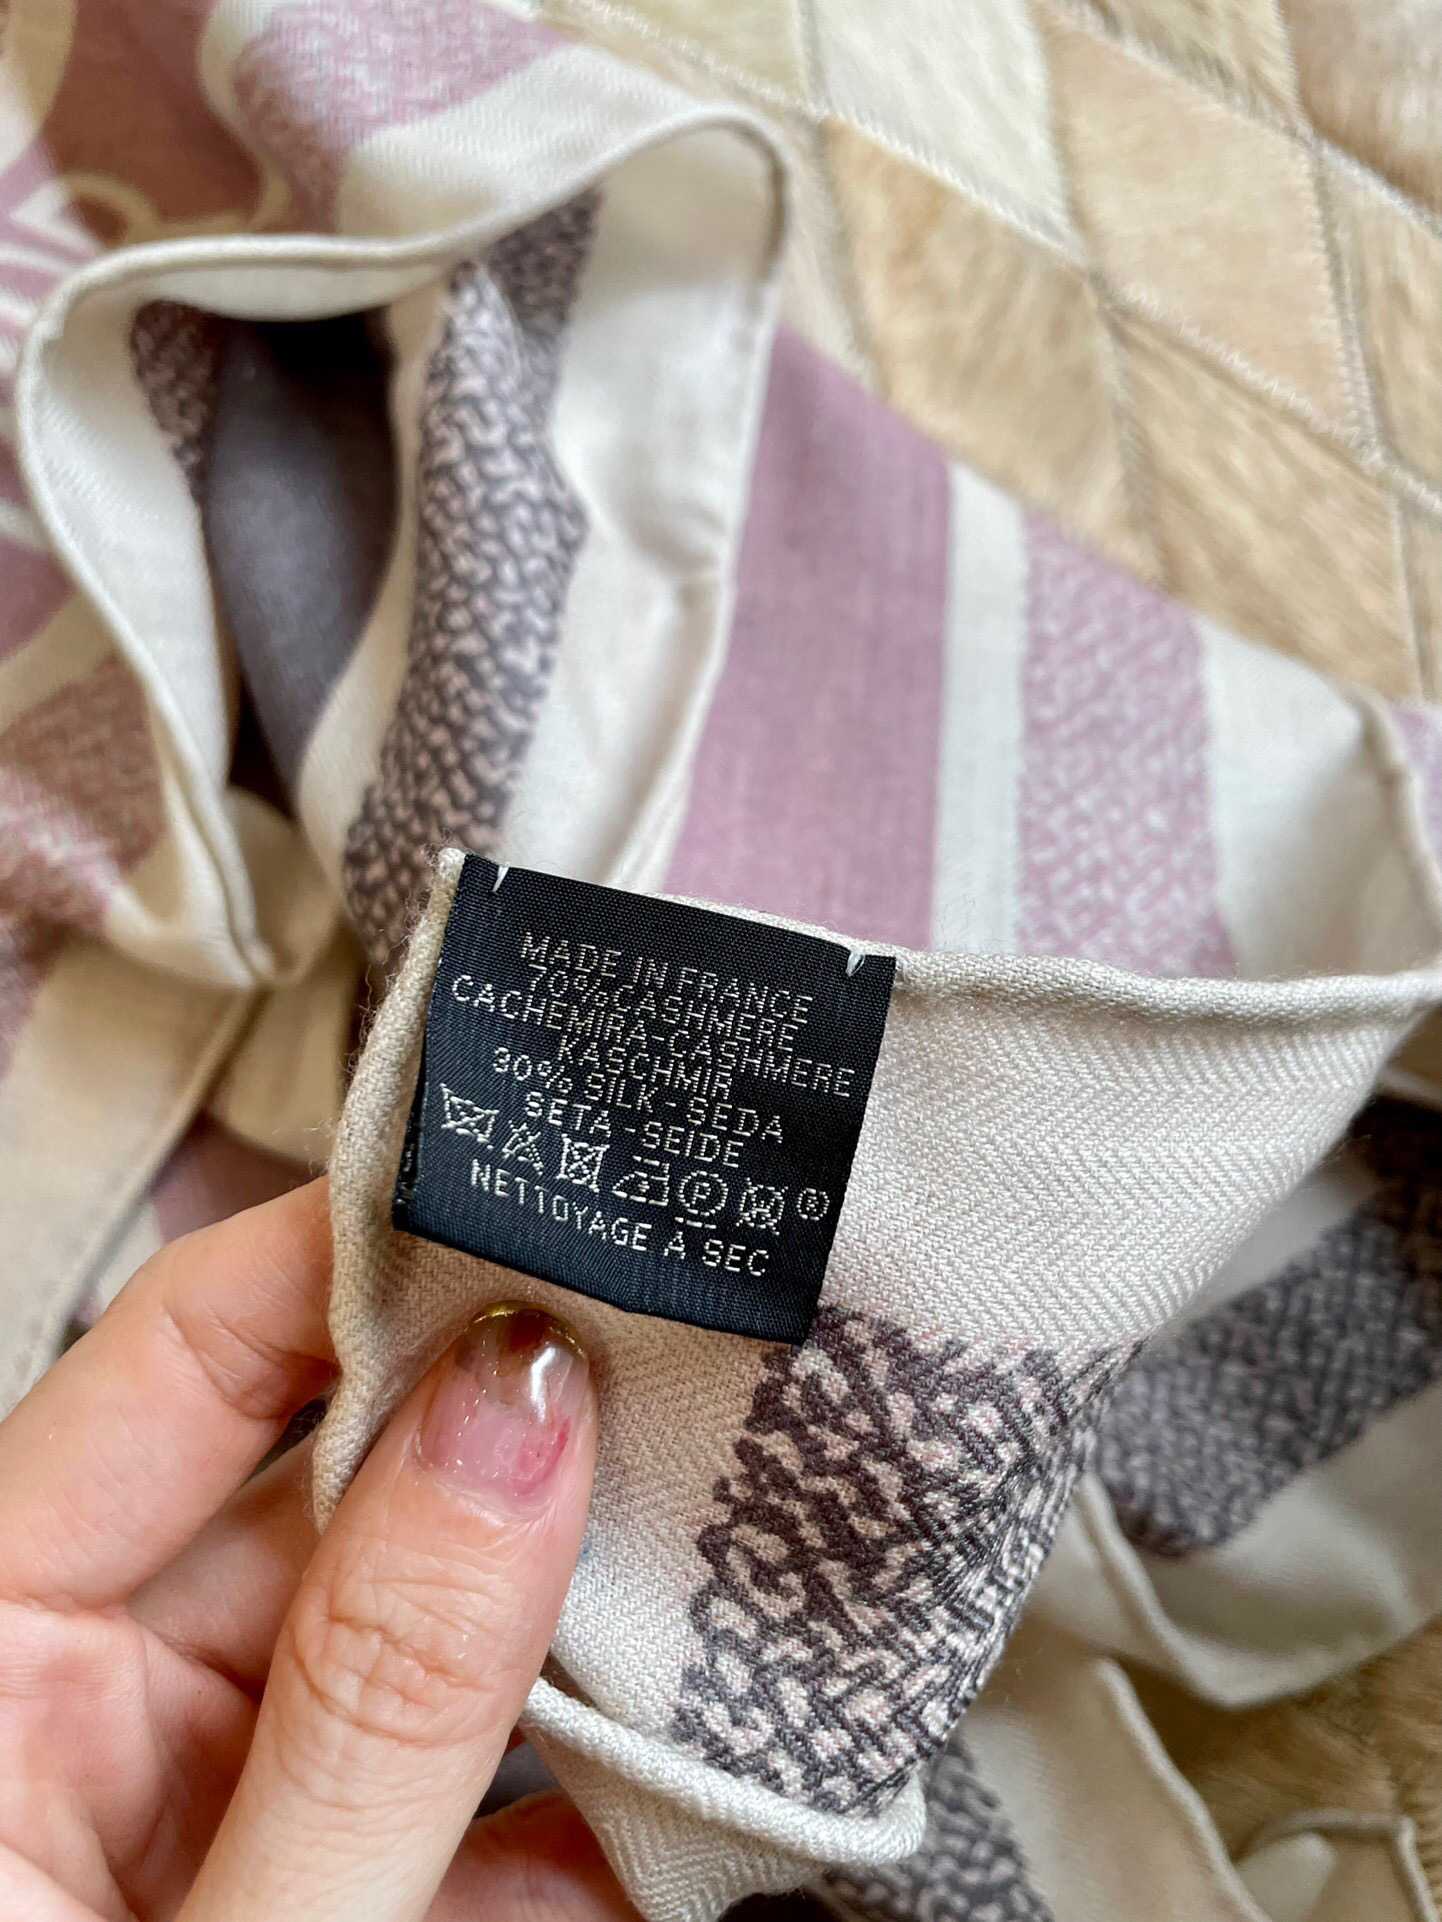 MADE IN FRANCE
70% CASHMERE
CACHEMIRA-CASHMERE
KASCHMIR
30% SILK-SEDA
SETA-SEIDE
P ®
NETTOYAGE À SEC